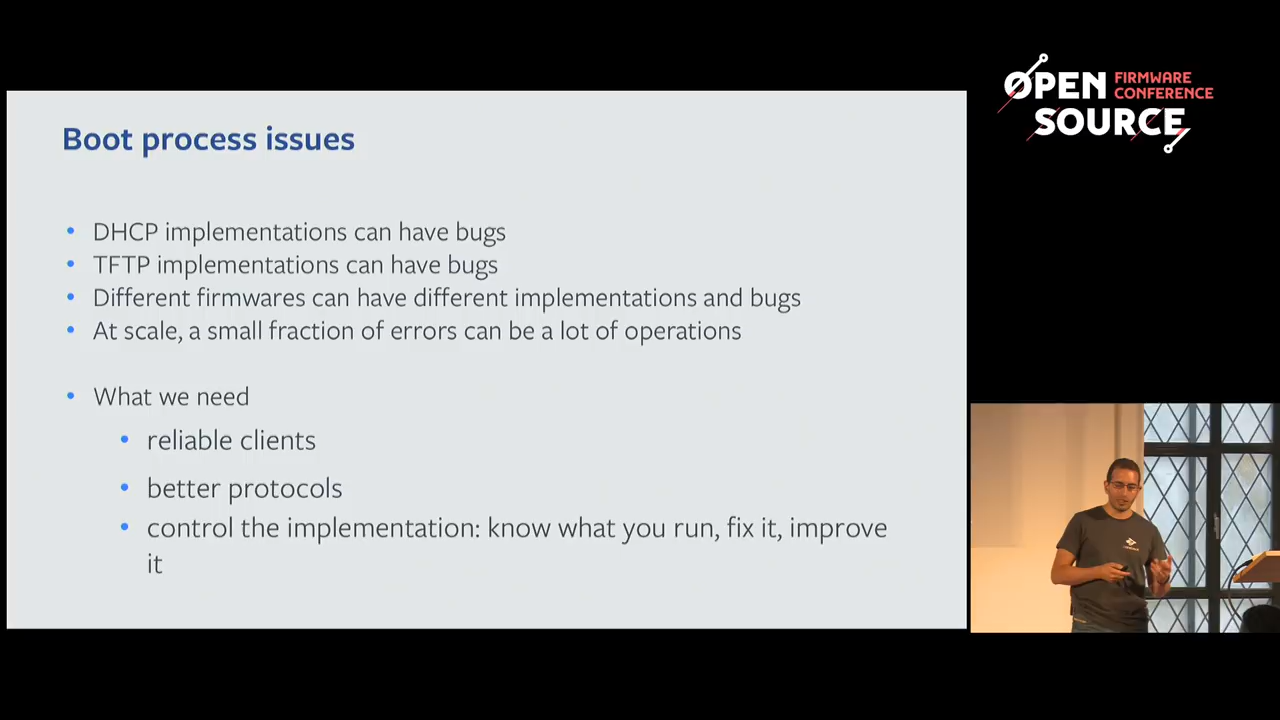 OPEN FIRMWARE
CONFERENCE
SOURCE
Boot process issues
• DHCP implementations can have bugs
• TFTP implementations can have bugs
• Different firmwares can have different implementations and bugs
• At scale, a small fraction of errors can be a lot of operations
• What we need
• reliable clients
• better protocols
• control the implementation: know what you run, fix it, improve
it